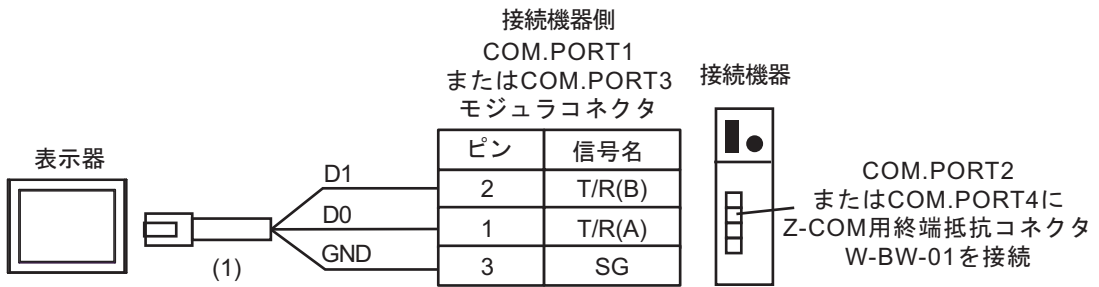 接続機器側
COM.PORT1
またはCOM.PORT3
モジュラコネクタ
接続機器
表示器
ピン 信号名
D1 2 T/R(B)
D0 1 T/R(A)
GND 3 SG
(1)
COM.PORT2
またはCOM.PORT4に
Z-COM用終端抵抗コネクタ
W-BW-01を接続